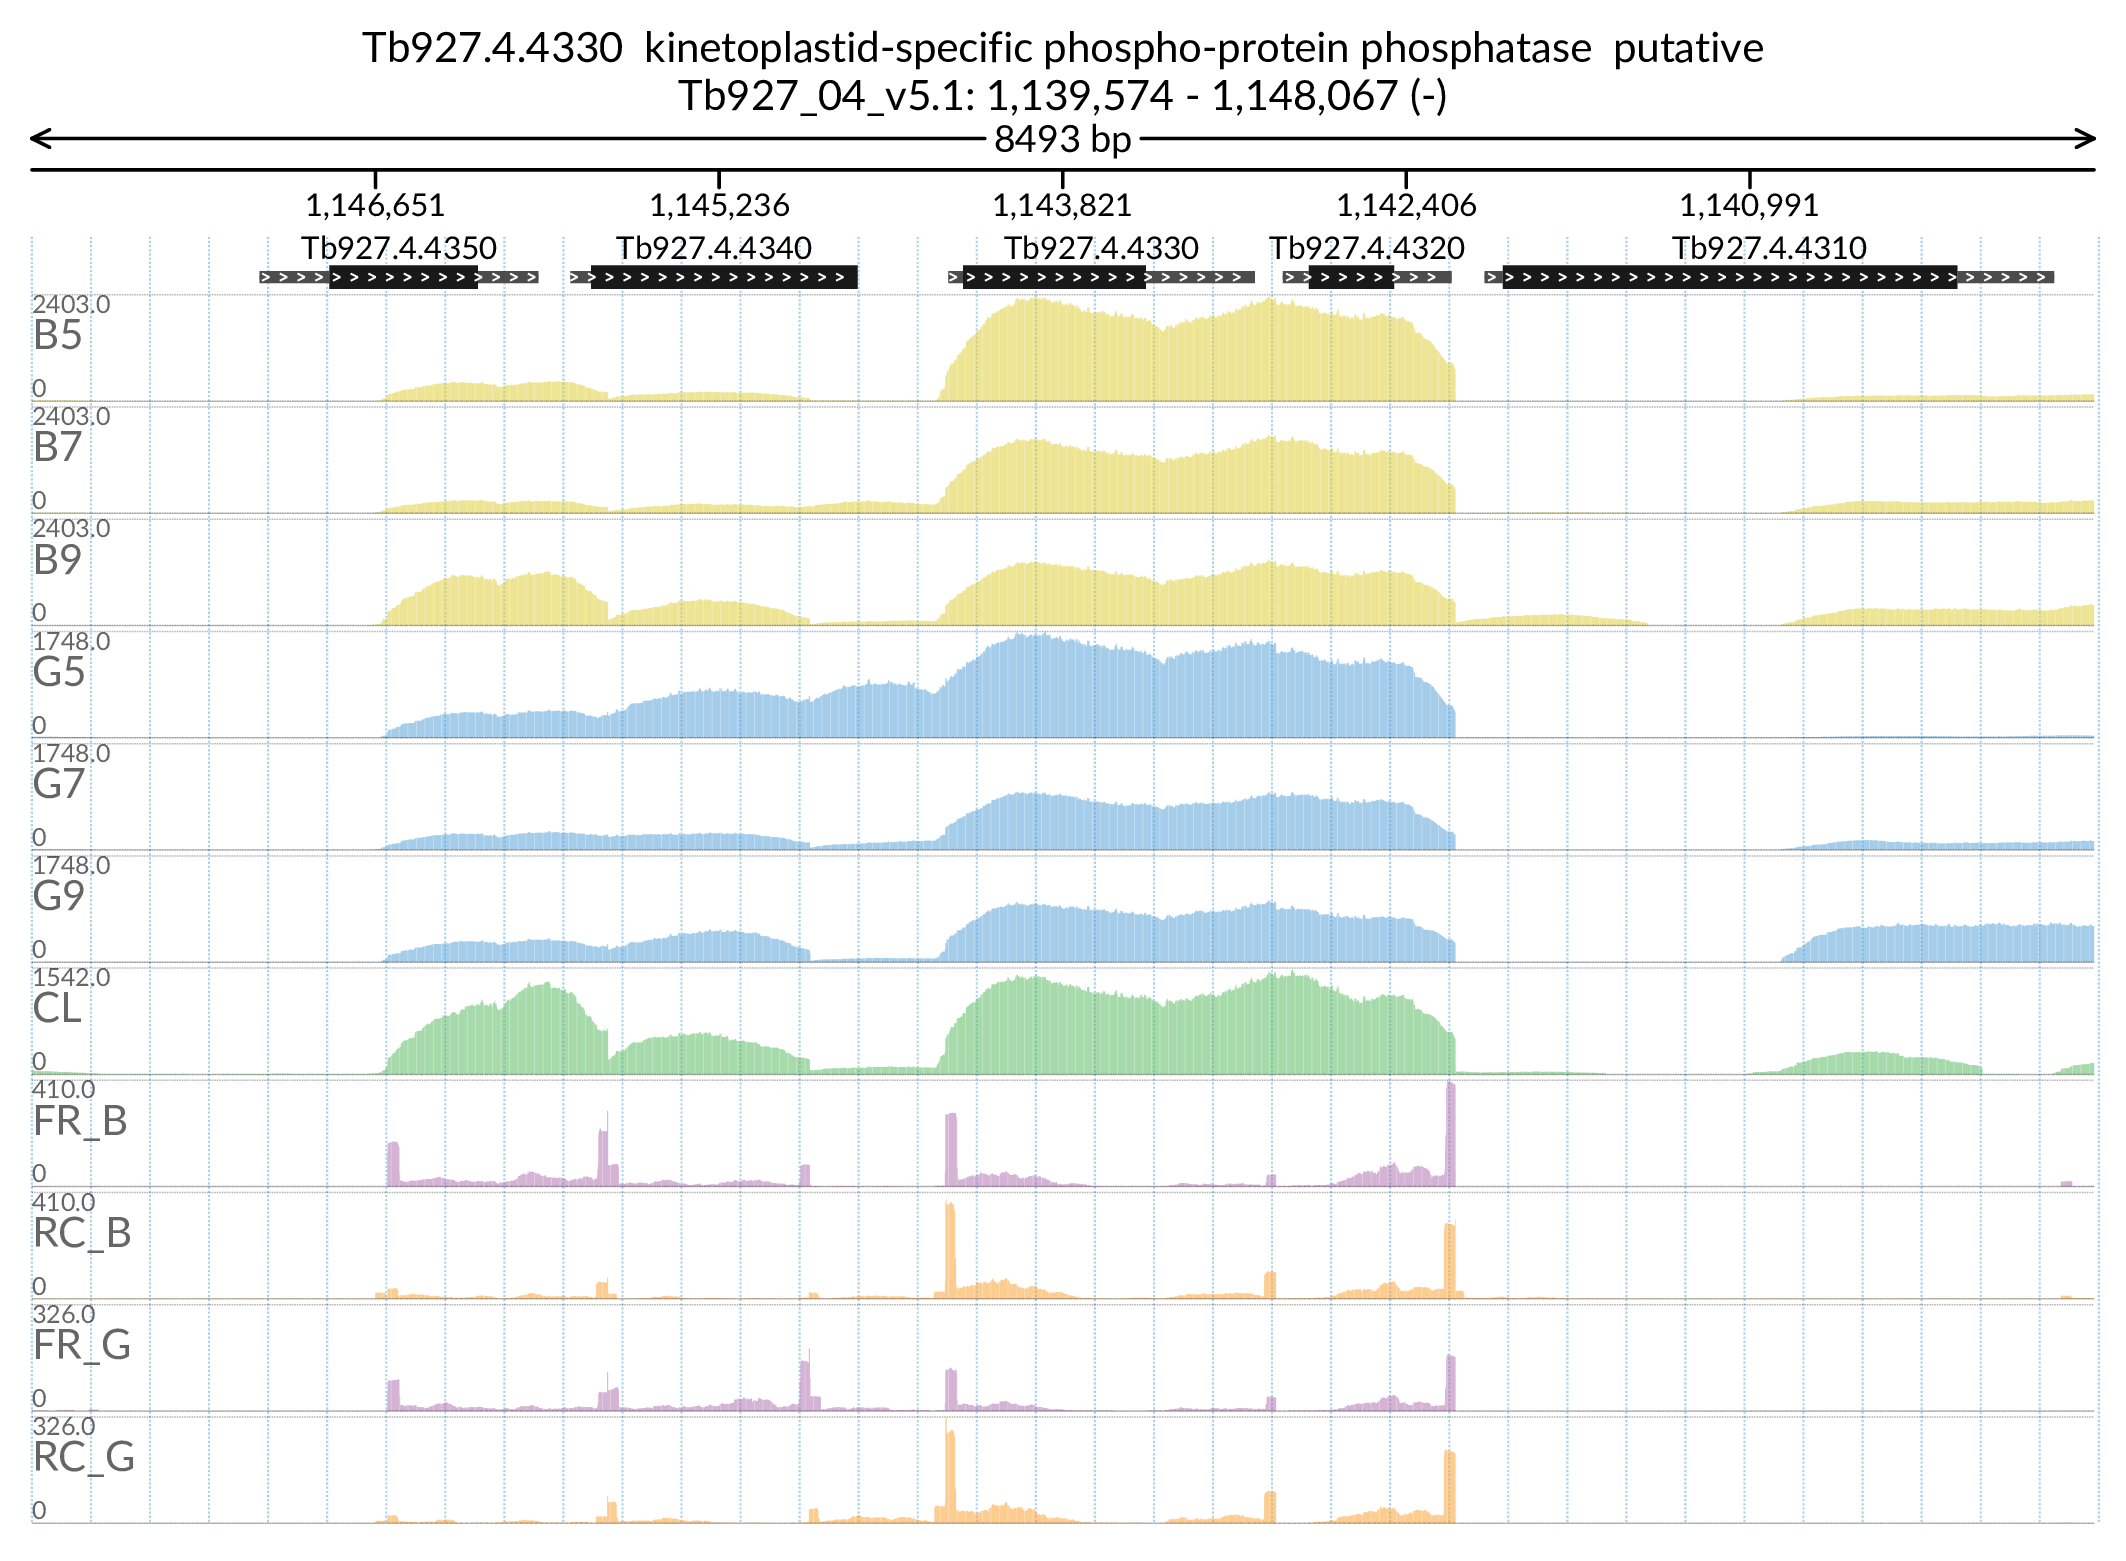 Tb927.4.4330 kinetoplastid-specific phospho-protein phosphatase putative
Tb927_04_v5.1: 1,139,574 - 1,148,067 (-)
8493 bp
1,146,651 1,145,236 1,143,821 1,142,406 1,140,991
Tb927.4.4350 Tb927.4.4340 Tb927.4.4330 Tb927.4.4320 Tb927.4.4310
2403.0
B5
0
2403.0
B7
0
2403.0
B9
0
1748.0
G5
0
1748.0
G7
0
1748.0
G9
0
1542.0
CL
0
410.0
FR_B
0
410.0
RC_B
0
326.0
FR_G
0
326.0
RC_G
0